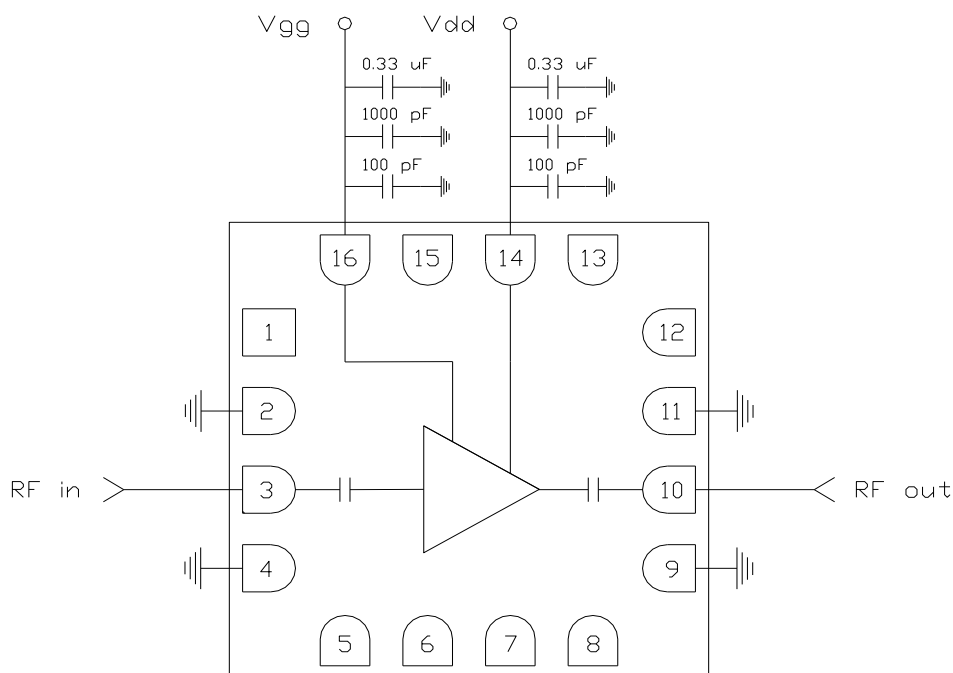 Vgg Vdd
0.33 uF 0.33 uF
1000 pF 1000 pF
100 pF 100 pF
16 15 14 13
1 12
2 11
RF in 3 10 RF out
4 9
5 6 7 8